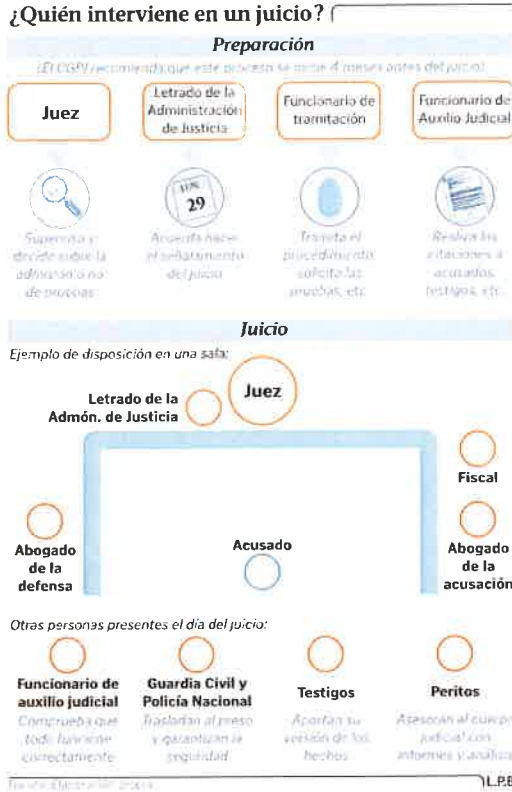 ¿Quién interviene en un juicio?
Preparación
(El CGPJ recomienda que este proceso se inicie 4 meses antes del juicio)
Juez
Letrado de la
Administración
de Justicia
Funcionario de
tramitación
Funcionario de
Auxilio Judicial
LUN.
29
Supervisa y
decide sobre la
admisión o no
de pruebas
Acuerda hacer
el señalamiento
del juicio
Tramita el
procedimiento:
solicita las
pruebas, etc.
Realiza las
citaciones a
acusados,
testigos, etc.
Juicio
Ejemplo de disposición en una sala:
Juez
Letrado de la
Admón. de Justicia
Fiscal
Abogado
de la
defensa
Acusado
Abogado
de la
acusación
Otras personas presentes el día del juicio:
Funcionario de
auxilio judicial
Comprueba que
todo funcione
correctamente
Guardia Civil y
Policía Nacional
Trasladan al preso
y garantizan la
seguridad
Testigos
Aportan su
versión de los
hechos
Peritos
Asesoran al cuerpo
judicial con
informes y análisis
Fuente: Elaboración propia
L.P.E